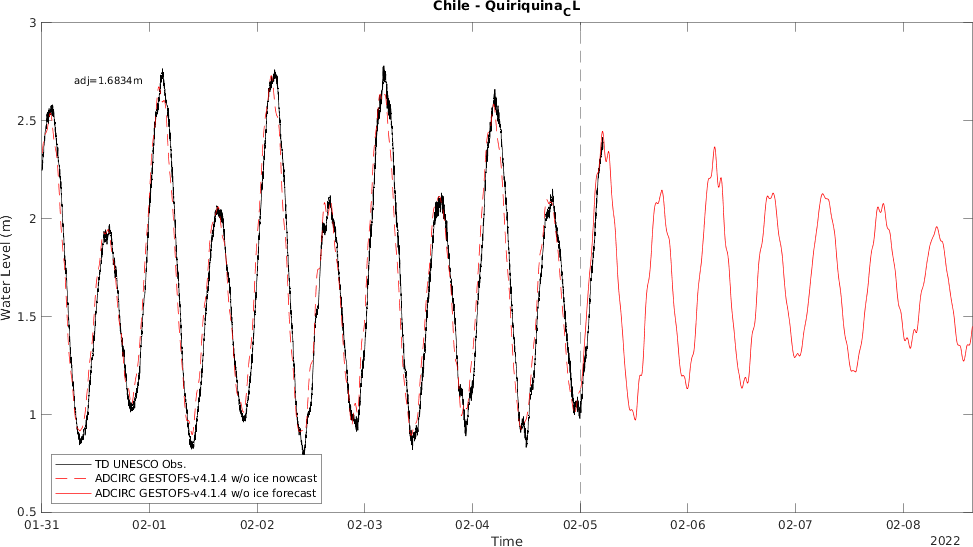 Chile - Quiriquina_CL
adj=1.6834m
Water Level (m)
3
2.5
2
1.5
1
0.5
TD UNESCO Obs.
ADCIRC GESTOFS-v4.1.4 w/o ice nowcast
ADCIRC GESTOFS-v4.1.4 w/o ice forecast
01-31 02-01 02-02 02-03 02-04 02-05 02-06 02-07 02-08
Time
2022